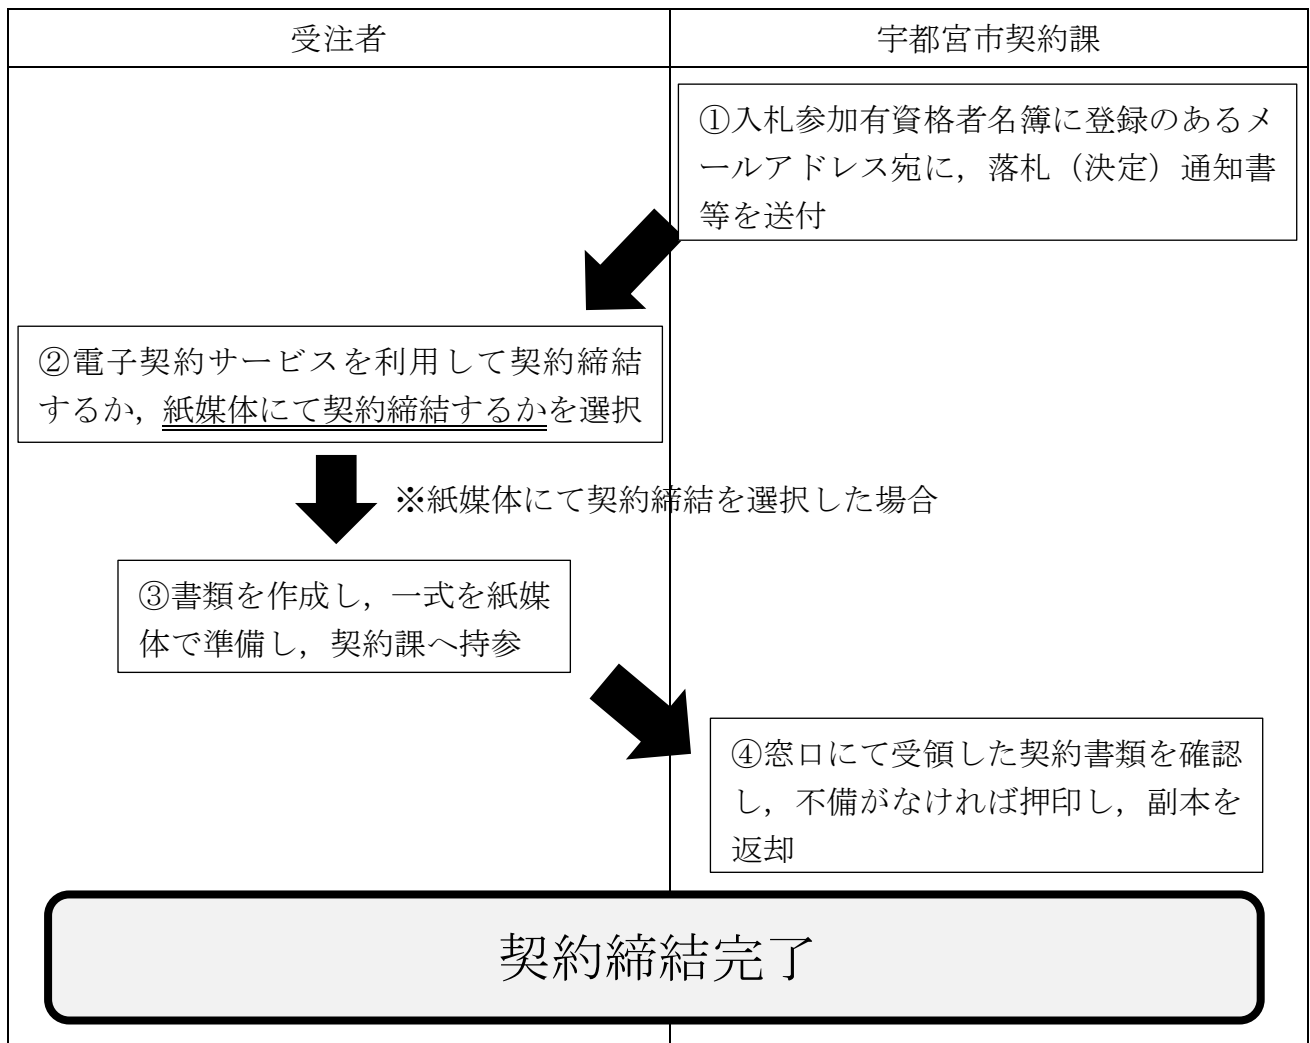 受注者
宇都宮市契約課
①入札参加有資格者名簿に登録のあるメ
ールアドレス宛に，落札（決定）通知書
等を送付
②電子契約サービスを利用して契約締結
するか，紙媒体にて契約締結するかを選択
※紙媒体にて契約締結を選択した場合
③書類を作成し，一式を紙媒
体で準備し，契約課へ持参
④窓口にて受領した契約書類を確認
し，不備がなければ押印し，副本を
返却
契約締結完了